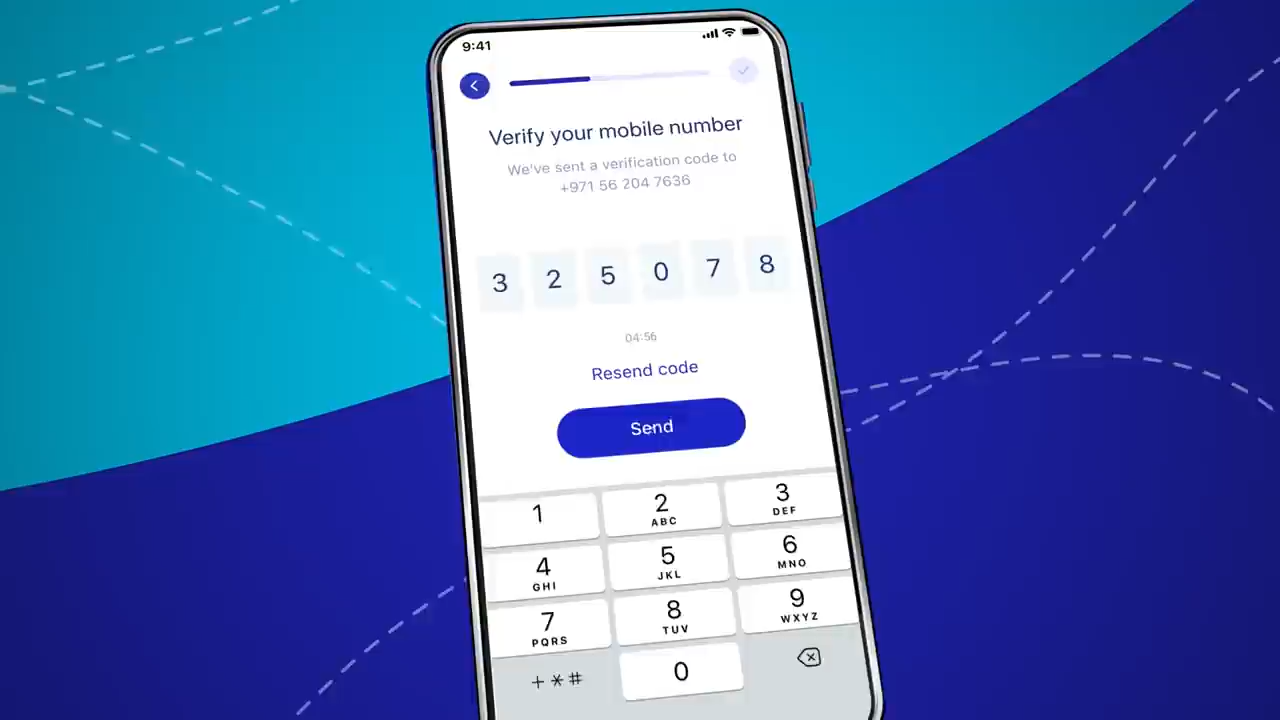 9:41
Verify your mobile number
We've sent a verification code to
+971 56 204 7636
3 2 5 0 7 8
04:56
Resend code
Send
1
2 ABC
3 DEF
4 GHI
5 JKL
6 MNO
7 PQRS
8 TUV
9 WXYZ
+*#
0